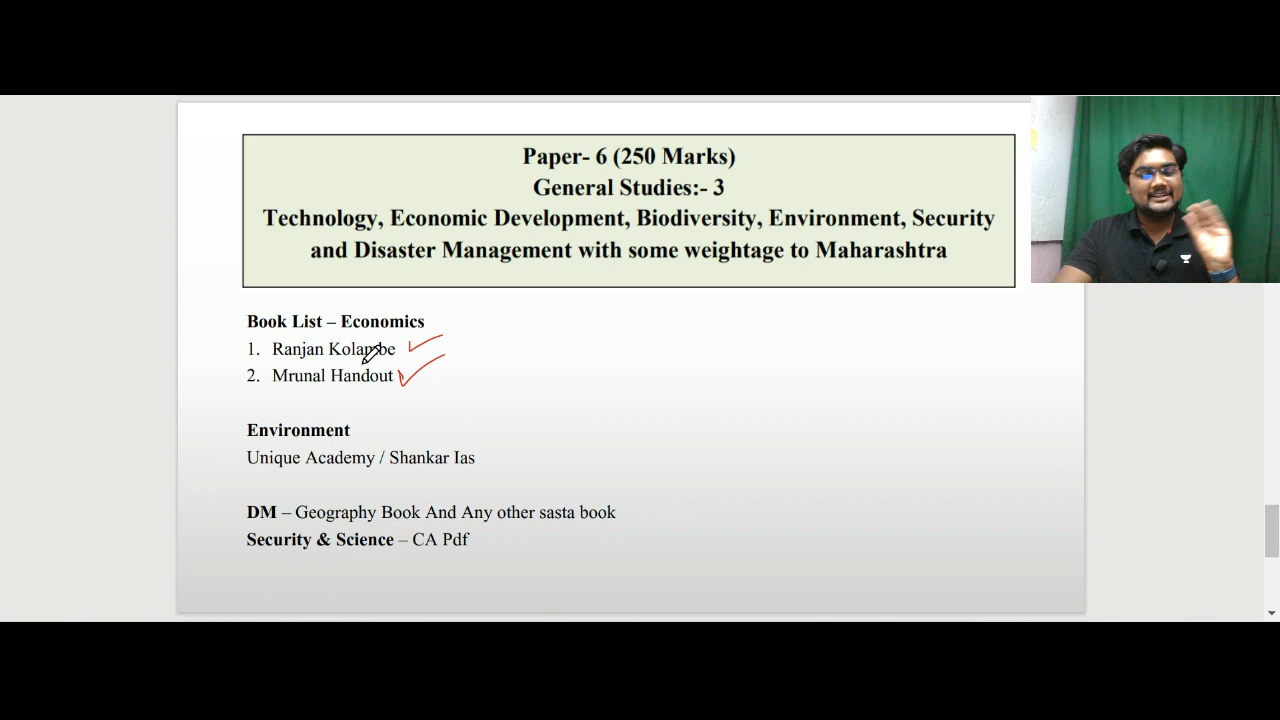 Paper- 6 (250 Marks)
General Studies:- 3
Technology, Economic Development, Biodiversity, Environment, Security
and Disaster Management with some weightage to Maharashtra
Book List – Economics
1. Ranjan Kolambe
2. Mrunal Handout
Environment
Unique Academy / Shankar Ias
DM – Geography Book And Any other sasta book
Security & Science – CA Pdf